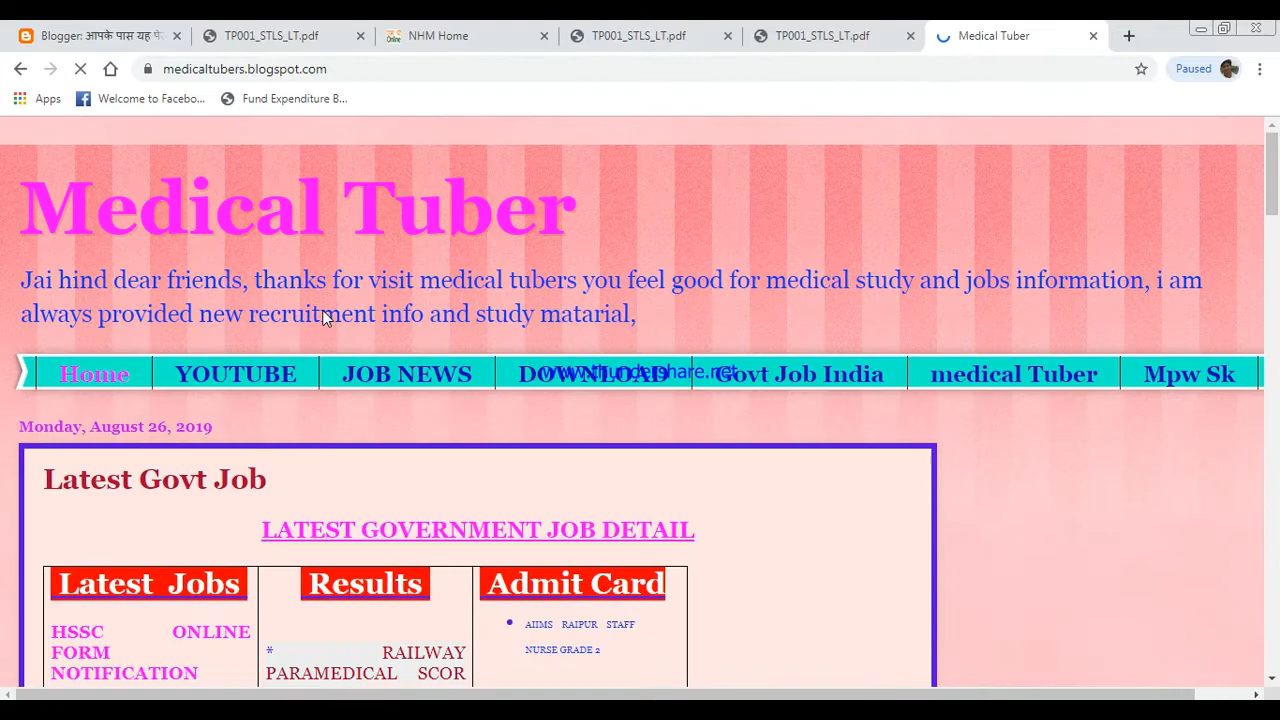 Blogger: आपके पास यह पे
TP001_STLS_LT.pdf
NHM Home
TP001_STLS_LT.pdf
TP001_STLS_LT.pdf
Medical Tuber
medicaltubers.blogspot.com
Paused
Apps
Welcome to Facebo...
Fund Expenditure B...
Medical Tuber
Jai hind dear friends, thanks for visit medical tubers you feel good for medical study and jobs information, i am
always provided new recruitment info and study matarial,
Home
YOUTUBE
JOB NEWS
DOWNLOAD
www.thundershare.net
Govt Job India
medical Tuber
Mpw Sk
Monday, August 26, 2019
Latest Govt Job
LATEST GOVERNMENT JOB DETAIL
Latest Jobs
Results
Admit Card
HSSC ONLINE
FORM
NOTIFICATION
* RAILWAY
PARAMEDICAL SCOR
AIIMS RAIPUR STAFF
NURSE GRADE 2